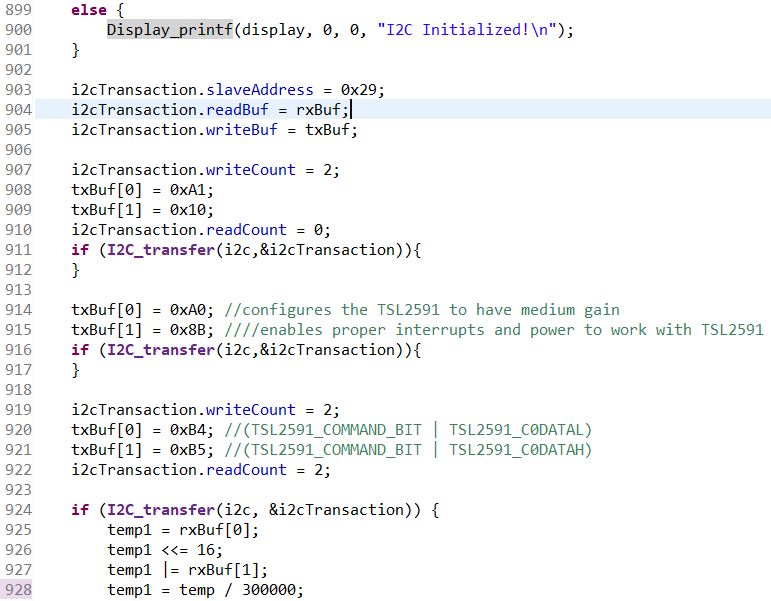 899 else {
900 Display_printf(display, 0, 0, "I2C Initialized!\n");
901 }
902
903 i2cTransaction.slaveAddress = 0x29;
904 i2cTransaction.readBuf = rxBuf;
905 i2cTransaction.writeBuf = txBuf;
906
907 i2cTransaction.writeCount = 2;
908 txBuf[0] = 0xA1;
909 txBuf[1] = 0x10;
910 i2cTransaction.readCount = 0;
911 if (I2C_transfer(i2c,&i2cTransaction)){
912 }
913
914 txBuf[0] = 0xA0; //configures the TSL2591 to have medium gain
915 txBuf[1] = 0x8B; ////enables proper interrupts and power to work with TSL2591
916 if (I2C_transfer(i2c,&i2cTransaction)){
917 }
918
919 i2cTransaction.writeCount = 2;
920 txBuf[0] = 0xB4; //(TSL2591_COMMAND_BIT | TSL2591_C0DATAL)
921 txBuf[1] = 0xB5; //(TSL2591_COMMAND_BIT | TSL2591_C0DATAH)
922 i2cTransaction.readCount = 2;
923
924 if (I2C_transfer(i2c, &i2cTransaction)) {
925 temp1 = rxBuf[0];
926 temp1 <<= 16;
927 temp1 |= rxBuf[1];
928 temp1 = temp / 300000;